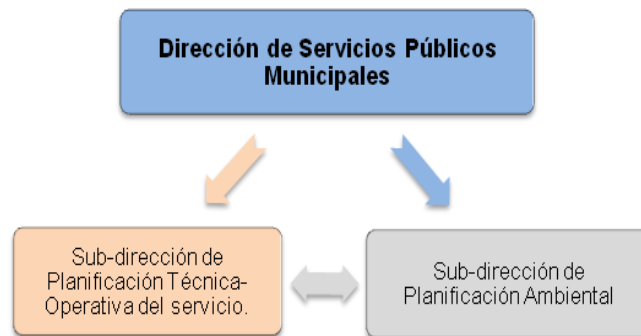 Dirección de Servicios Públicos
Municipales
Sub-dirección de
Planificación Técnica-
Operativa del servicio.
Sub-dirección de
Planificación Ambiental